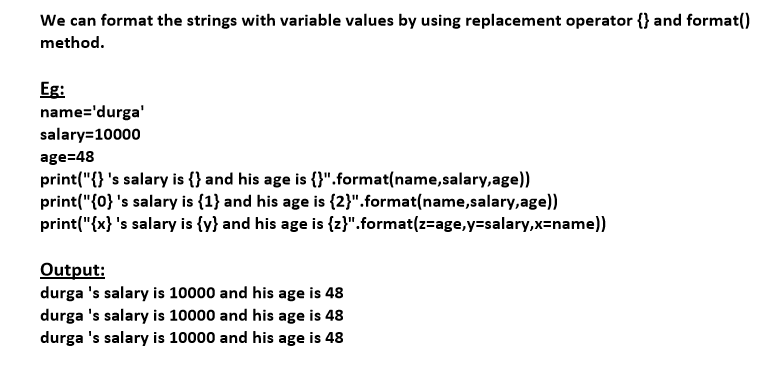 We can format the strings with variable values by using replacement operator {} and format()
method.
Eg:
name='durga'
salary=10000
age=48
print("{} 's salary is {} and his age is {}".format(name,salary,age))
print("{0} 's salary is {1} and his age is {2}".format(name,salary,age))
print("{x} 's salary is {y} and his age is {z}".format(z=age,y=salary,x=name))
Output:
durga 's salary is 10000 and his age is 48
durga 's salary is 10000 and his age is 48
durga 's salary is 10000 and his age is 48